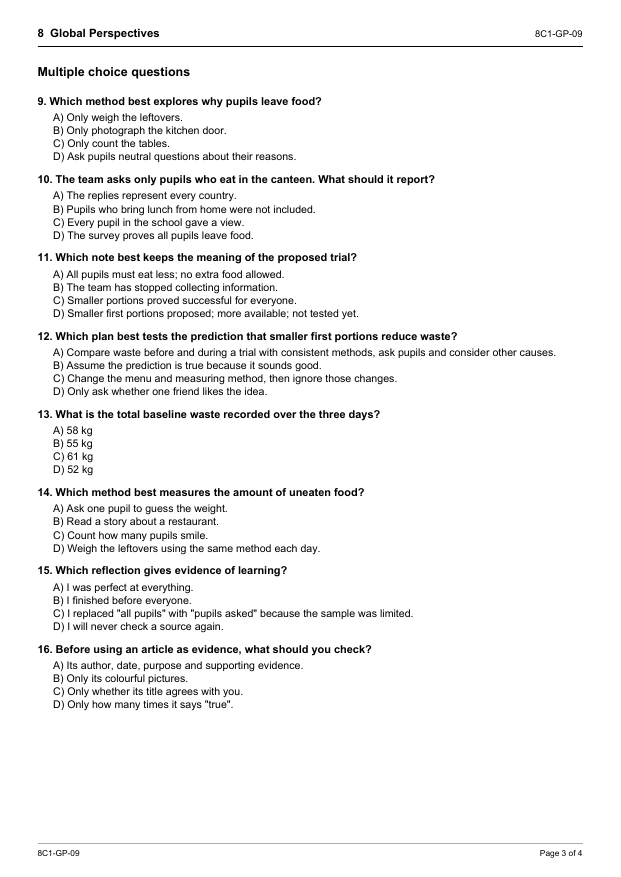 8 Global Perspectives
8C1-GP-09
Multiple choice questions
9. Which method best explores why pupils leave food?
A) Only weigh the leftovers.
B) Only photograph the kitchen door.
C) Only count the tables.
D) Ask pupils neutral questions about their reasons.
10. The team asks only pupils who eat in the canteen. What should it report?
A) The replies represent every country.
B) Pupils who bring lunch from home were not included.
C) Every pupil in the school gave a view.
D) The survey proves all pupils leave food.
11. Which note best keeps the meaning of the proposed trial?
A) All pupils must eat less; no extra food allowed.
B) The team has stopped collecting information.
C) Smaller portions proved successful for everyone.
D) Smaller first portions proposed; more available; not tested yet.
12. Which plan best tests the prediction that smaller first portions reduce waste?
A) Compare waste before and during a trial with consistent methods, ask pupils and consider other causes.
B) Assume the prediction is true because it sounds good.
C) Change the menu and measuring method, then ignore those changes.
D) Only ask whether one friend likes the idea.
13. What is the total baseline waste recorded over the three days?
A) 58 kg
B) 55 kg
C) 61 kg
D) 52 kg
14. Which method best measures the amount of uneaten food?
A) Ask one pupil to guess the weight.
B) Read a story about a restaurant.
C) Count how many pupils smile.
D) Weigh the leftovers using the same method each day.
15. Which reflection gives evidence of learning?
A) I was perfect at everything.
B) I finished before everyone.
C) I replaced "all pupils" with "pupils asked" because the sample was limited.
D) I will never check a source again.
16. Before using an article as evidence, what should you check?
A) Its author, date, purpose and supporting evidence.
B) Only its colourful pictures.
C) Only whether its title agrees with you.
D) Only how many times it says "true".
8C1-GP-09
Page 3 of 4